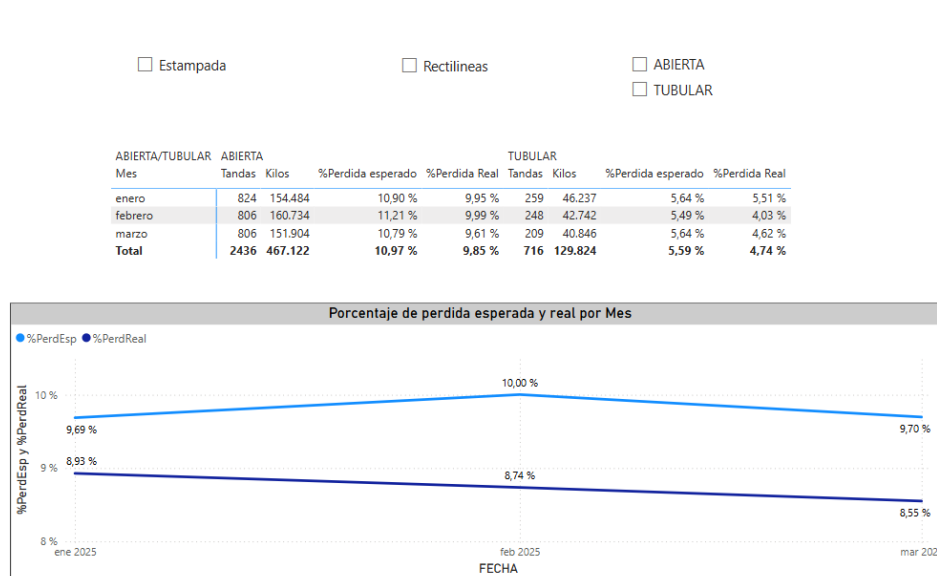 Estampada Rectilineas ABIERTA
TUBULAR
ABIERTA/TUBULAR ABIERTA TUBULAR
Mes Tandas Kilos %Perdida esperado %Perdida Real Tandas Kilos %Perdida esperado %Perdida Real
enero 824 154.484 10,90 % 9,95 % 259 46.237 5,64 % 5,51 %
febrero 806 160.734 11,21 % 9,99 % 248 42.742 5,49 % 4,03 %
marzo 806 151.904 10,79 % 9,61 % 209 40.846 5,64 % 4,62 %
Total 2436 467.122 10,97 % 9,85 % 716 129.824 5,59 % 4,74 %
Porcentaje de perdida esperada y real por Mes
%PerdEsp %PerdReal
%PerdEsp y %PerdReal
10 %
9 %
8 %
10,00 %
9,69 %
9,70 %
8,93 %
8,74 %
8,55 %
ene 2025 feb 2025 mar 202
FECHA